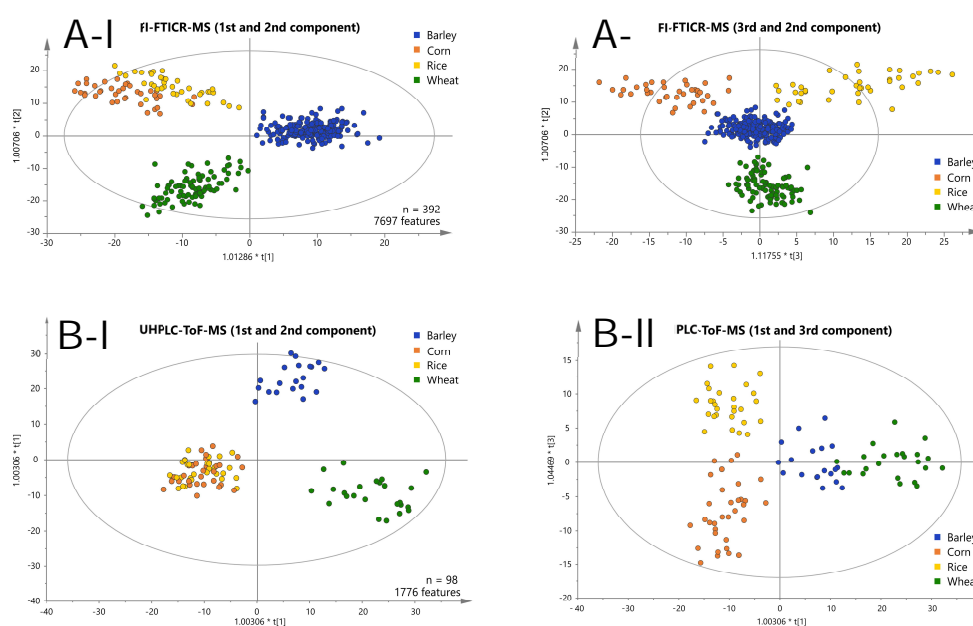 A-I
FI-FTICR-MS (1st and 2nd component)
Barley
Corn
Rice
Wheat
1.00706 * t[2]
20
10
0
-10
-20
-30
-30
-20
-10
0
10
20
n = 392
7697 features
1.01286 * t[1]
A-
FI-FTICR-MS (3rd and 2nd component)
1.00706 * t[2]
20
10
0
-10
-20
-30
-25
-20
-15
-10
-5
0
5
10
15
20
25
Barley
Corn
Rice
Wheat
1.11755 * t[3]
B-I
UHPLC-ToF-MS (1st and 2nd component)
Barley
Corn
Rice
Wheat
1.00306 * t[1]
30
20
10
0
-10
-20
-30
-40
-40
-30
-20
-10
0
10
20
30
n = 98
1776 features
1.00306 * t[1]
B-II
PLC-ToF-MS (1st and 3rd component)
1.04469 * t[3]
15
10
5
0
-5
-10
-15
-20
-40
-30
-20
-10
0
10
20
30
Barley
Corn
Rice
Wheat
1.00306 * t[1]